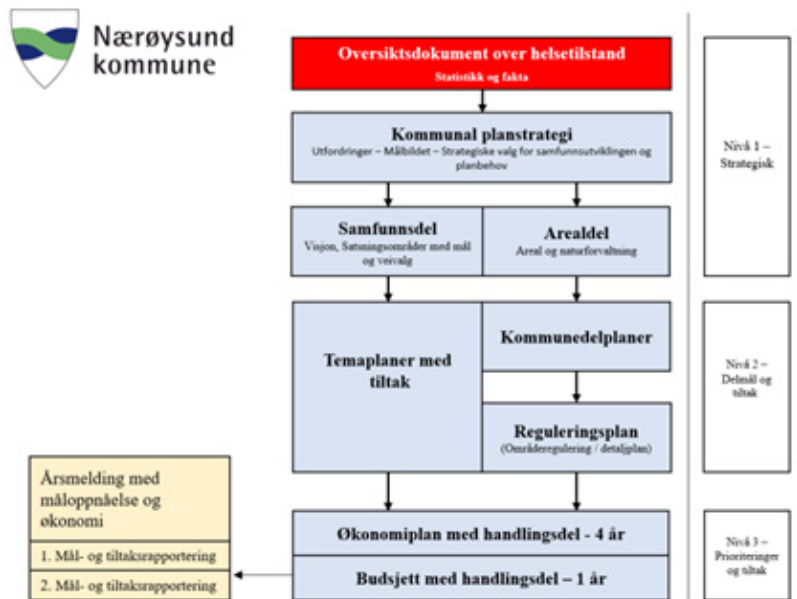 Nærøysund
kommune
Oversiktsdokument over helsetilstand
Statistikk og fakta
Kommunal planstrategi
Utfordringer – Målbildet – Strategiske valg for samfunnsutviklingen og
planbehov
Nivå 1 –
Strategisk
Samfunnsdel
Visjon, Satsningsområder med mål
og veivalg
Arealdel
Areal og naturforvaltning
Temaplaner med
tiltak
Kommunedelplaner
Reguleringsplan
(Områderegulering / detaljplan)
Nivå 2 –
Delmål og
tiltak
Årsmelding med
måloppnåelse og
økonomi
1. Mål- og tiltaksrapportering
2. Mål- og tiltaksrapportering
Økonomiplan med handlingsdel - 4 år
Budsjett med handlingsdel – 1 år
Nivå 3 –
Prioriteringer
og tiltak